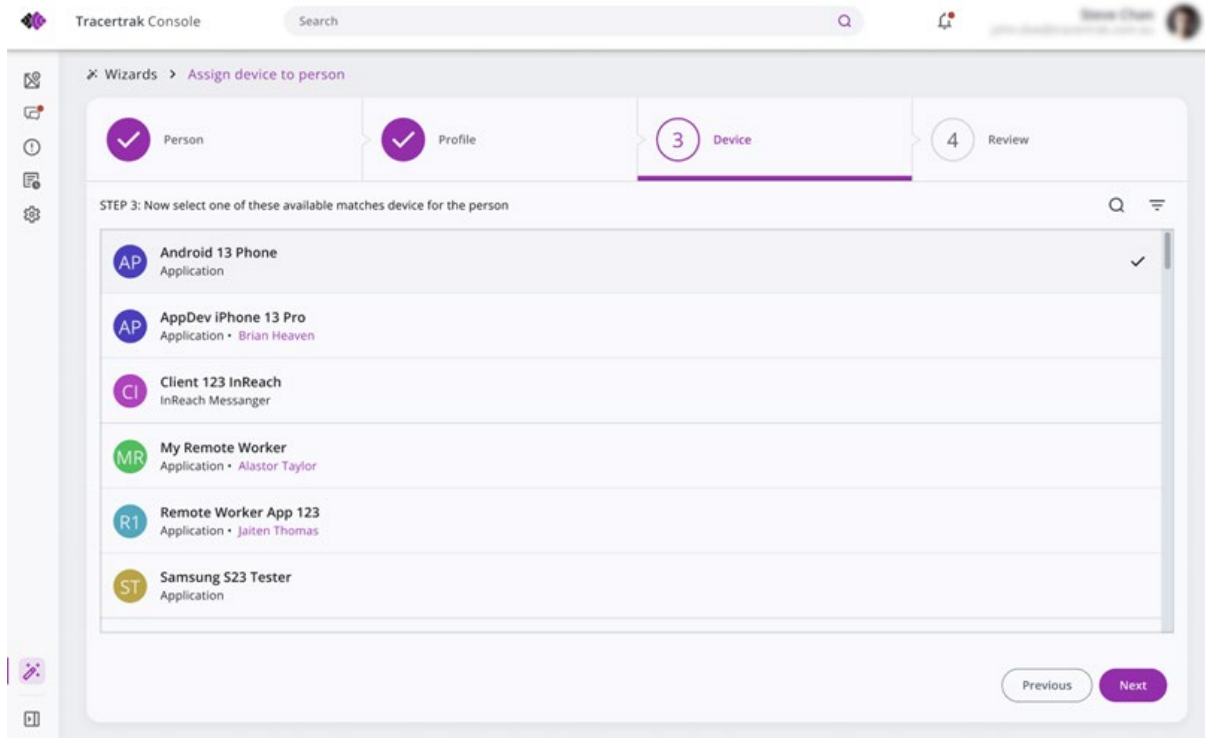 Tracertrak Console
Search
Wizards > Assign device to person
Person
Profile
3 Device
4 Review
STEP 3: Now select one of these available matches device for the person
AP
Android 13 Phone
Application
AP
AppDev iPhone 13 Pro
Application • Brian Heaven
CI
Client 123 InReach
InReach Messanger
MR
My Remote Worker
Application • Alastor Taylor
R1
Remote Worker App 123
Application • Jaiten Thomas
ST
Samsung S23 Tester
Application
Previous
Next